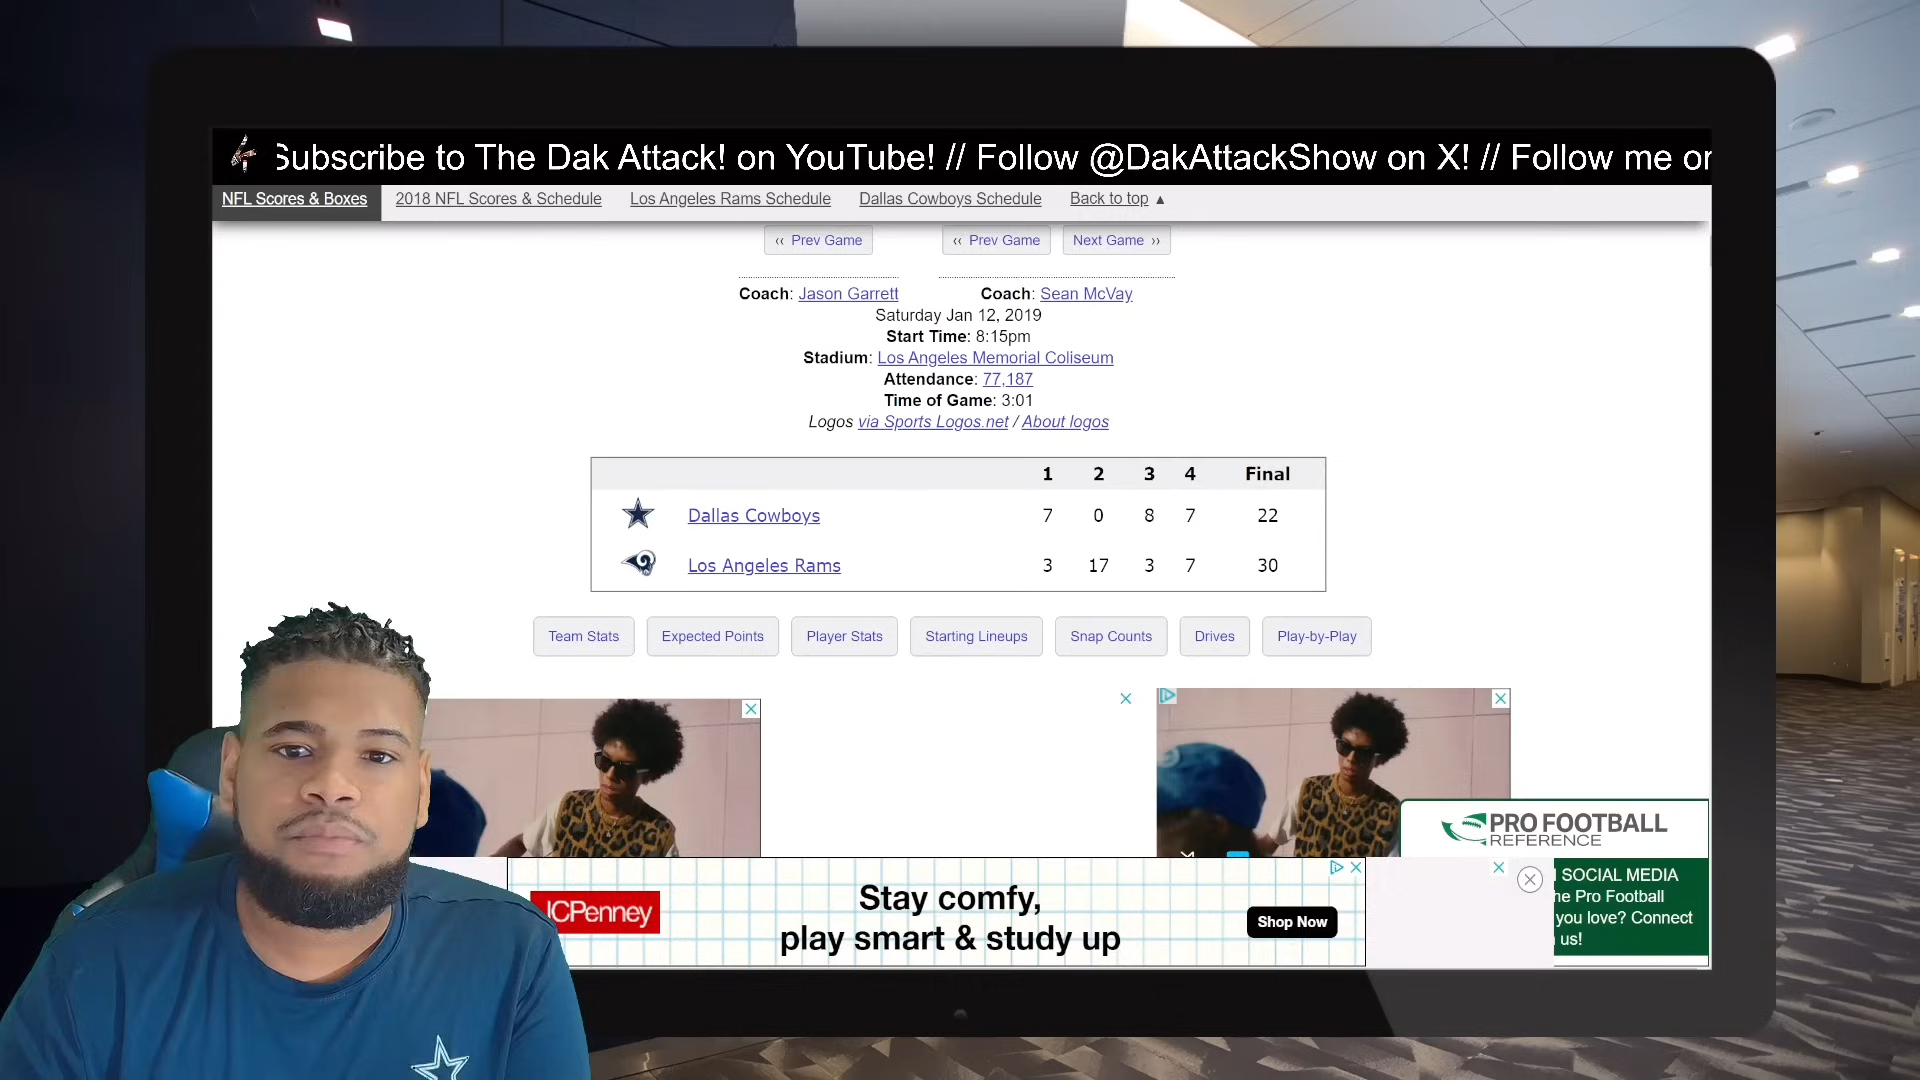 Subscribe to The Dak Attack! on YouTube! // Follow @DakAttackShow on X! // Follow me or
NFL Scores & Boxes 2018 NFL Scores & Schedule Los Angeles Rams Schedule Dallas Cowboys Schedule Back to top ▲
‹‹ Prev Game ‹‹ Prev Game Next Game ››
Coach: Jason Garrett Coach: Sean McVay
Saturday Jan 12, 2019
Start Time: 8:15pm
Stadium: Los Angeles Memorial Coliseum
Attendance: 77,187
Time of Game: 3:01
Logos via Sports Logos.net / About logos
1 2 3 4 Final
Dallas Cowboys 7 0 8 7 22
Los Angeles Rams 3 17 3 7 30
Team Stats Expected Points Player Stats Starting Lineups Snap Counts Drives Play-by-Play
PRO FOOTBALL
REFERENCE
JCPenney
Stay comfy,
play smart & study up
Shop Now
SOCIAL MEDIA
he Pro Football
you love? Connect
us!